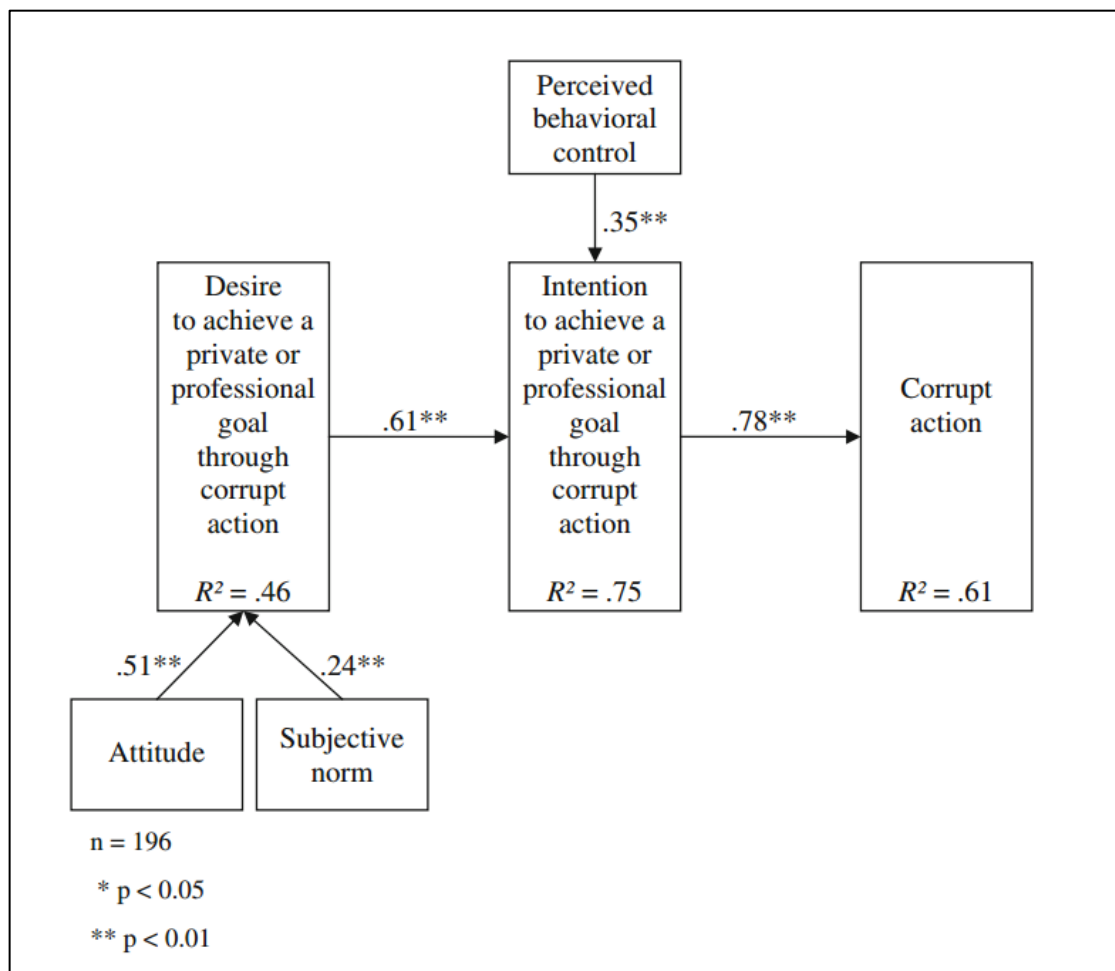 Perceived
behavioral
control
.35**
Desire
to achieve a
private or
professional
goal
through
corrupt
action
R² = .46
.61**
Intention
to achieve a
private or
professional
goal
through
corrupt
action
R² = .75
.78**
Corrupt
action
R² = .61
.51**
.24**
Attitude
Subjective
norm
n = 196
* p < 0.05
** p < 0.01